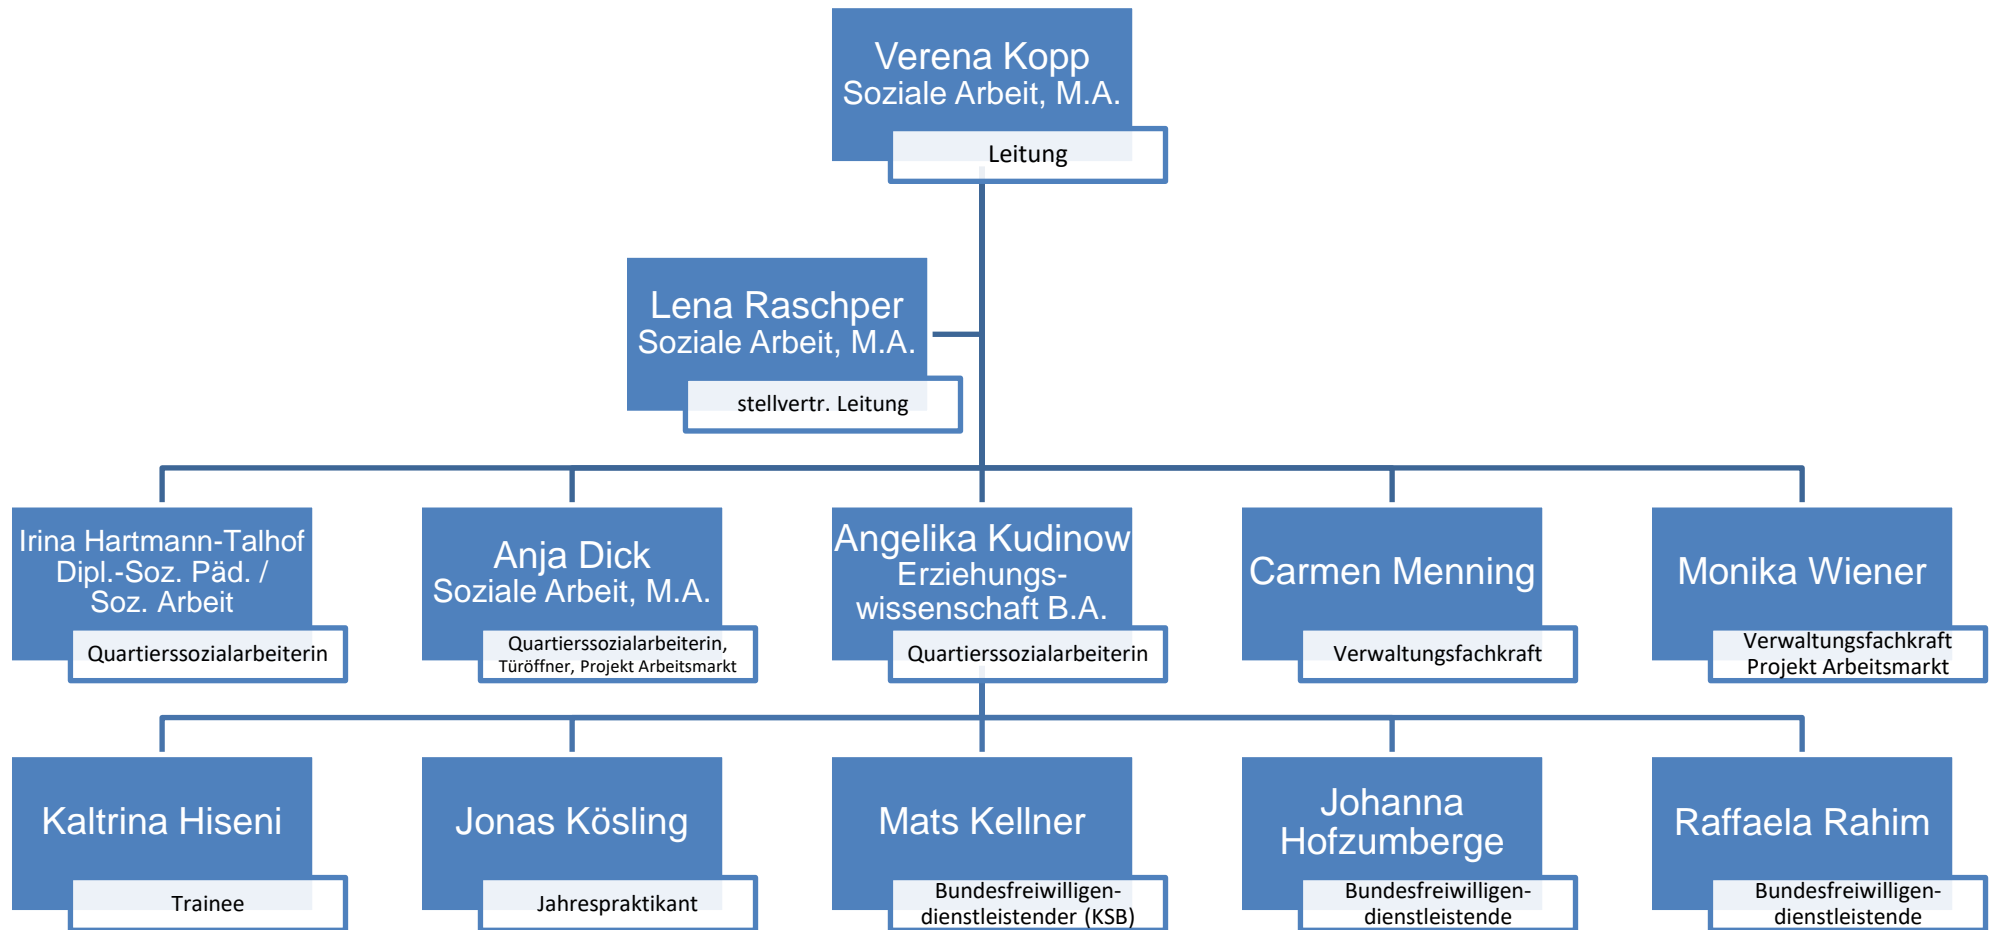 Verena Kopp
Soziale Arbeit, M.A.
Leitung
Lena Raschper
Soziale Arbeit, M.A.
stellvertr. Leitung
Irina Hartmann-Talhof
Dipl.-Soz. Päd. /
Soz. Arbeit
Quartierssozialarbeiterin
Anja Dick
Soziale Arbeit, M.A.
Quartierssozialarbeiterin,
Türöffner, Projekt Arbeitsmarkt
Angelika Kudinow
Erziehungs-
wissenschaft B.A.
Quartierssozialarbeiterin
Carmen Menning
Verwaltungsfachkraft
Monika Wiener
Verwaltungsfachkraft
Projekt Arbeitsmarkt
Kaltrina Hiseni
Trainee
Jonas Kösling
Jahrespraktikant
Mats Kellner
Bundesfreiwilligen-
dienstleistender (KSB)
Johanna
Hofzumberge
Bundesfreiwilligen-
dienstleistende
Raffaela Rahim
Bundesfreiwilligen-
dienstleistende